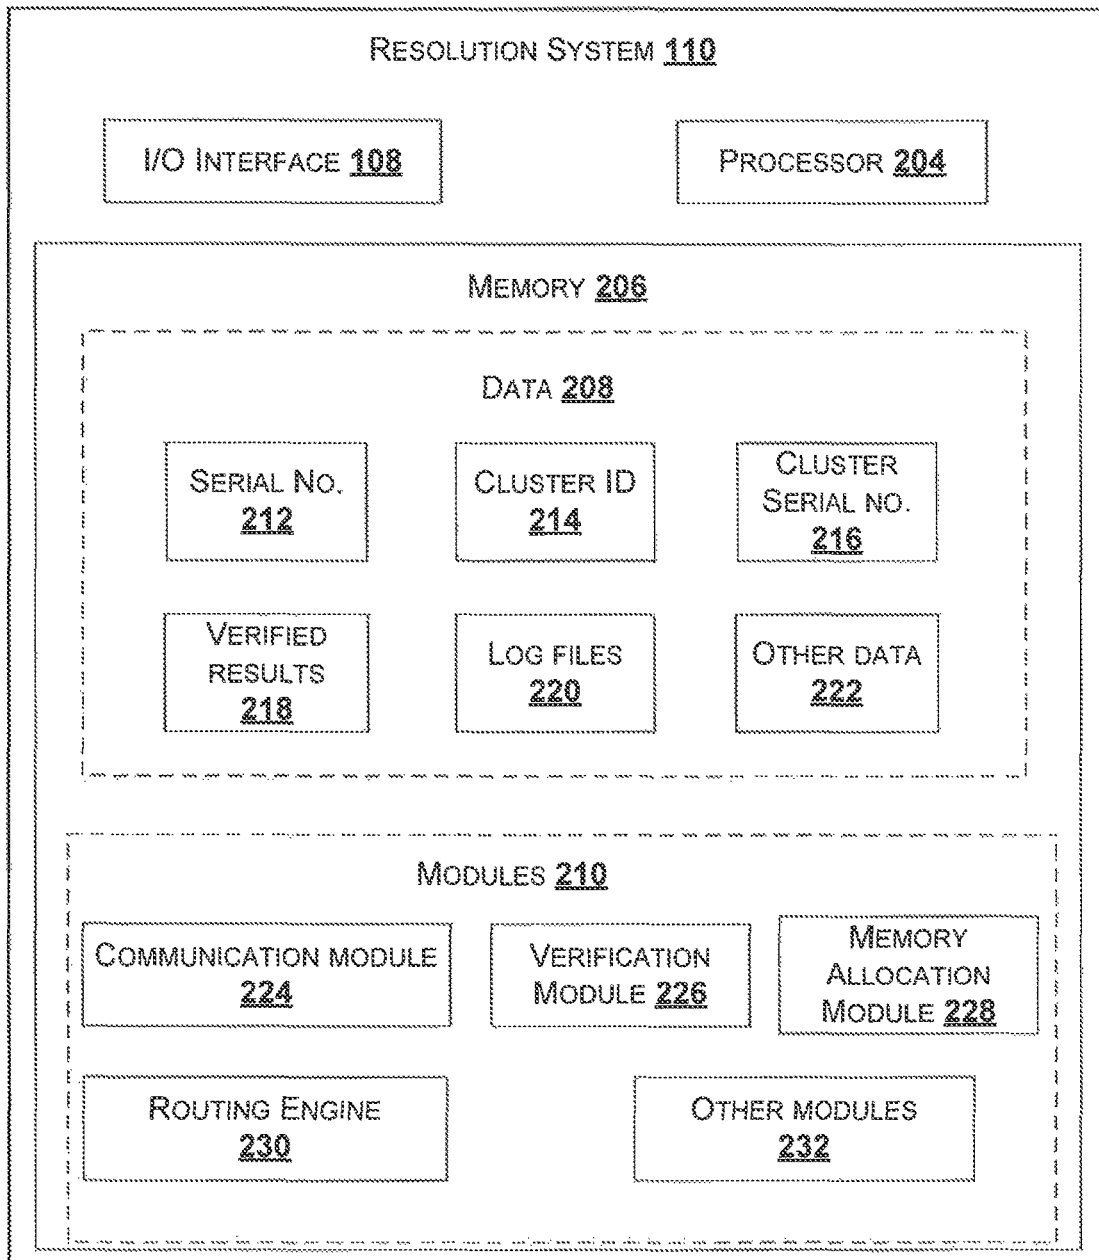 RESOLUTION SYSTEM 110
I/O INTERFACE 108
PROCESSOR 204
MEMORY 206
DATA 208
SERIAL NO.
212
CLUSTER ID
214
CLUSTER
SERIAL NO.
216
VERIFIED
RESULTS
218
LOG FILES
220
OTHER DATA
222
MODULES 210
COMMUNICATION MODULE
224
VERIFICATION
MODULE 226
MEMORY
ALLOCATION
MODULE 228
ROUTING ENGINE
230
OTHER MODULES
232